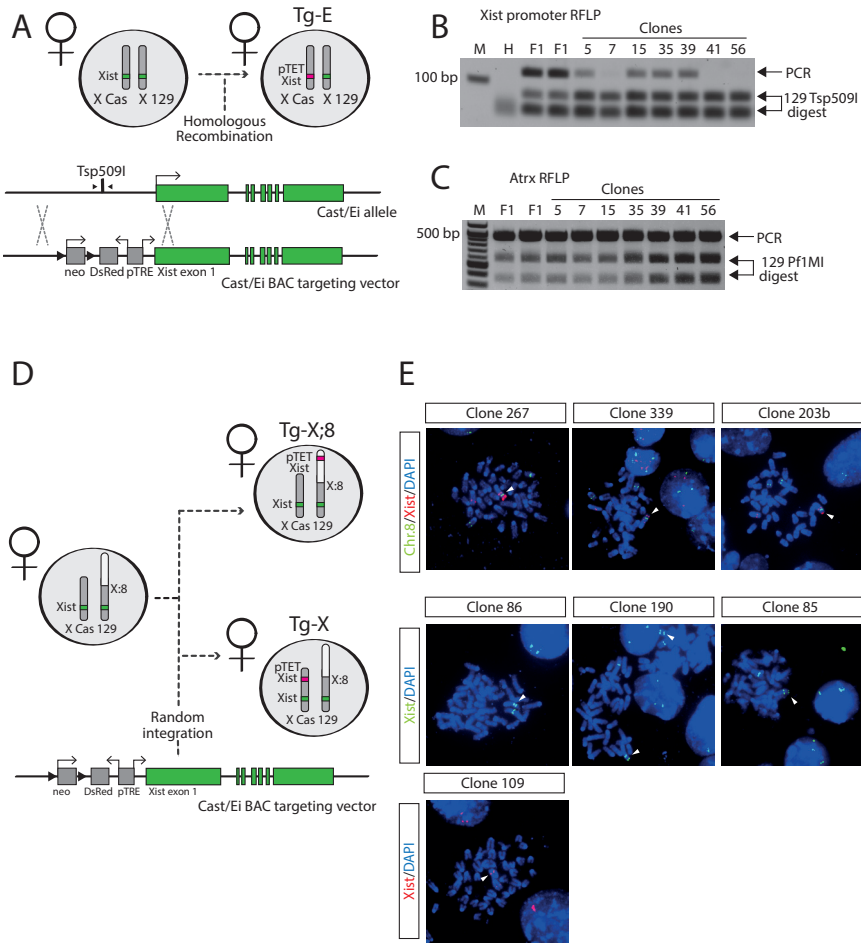 A
Tg-E
Xist
X Cas X 129
pTET
Xist
X Cas X 129
Homologous
Recombination
Tsp509I
Cast/Ei allele
neo DsRed pTRE Xist exon 1
Cast/Ei BAC targeting vector
B
Xist promoter RFLP
Clones
M H F1 F1 5 7 15 35 39 41 56
100 bp
PCR
129 Tsp509I
digest
C
Atrx RFLP
Clones
M F1 F1 5 7 15 35 39 41 56
500 bp
PCR
129 Pf1MI
digest
D
Tg-X;8
pTET
Xist
Xist
X:8
X Cas 129
Xist
X:8
X Cas 129
Tg-X
pTET
Xist
Xist
X:8
X Cas 129
Random
integration
neo DsRed pTRE Xist exon 1
Cast/Ei BAC targeting vector
E
Clone 267 Clone 339 Clone 203b
Chr.8/Xist/DAPI
Clone 86 Clone 190 Clone 85
Xist/DAPI
Clone 109
Xist/DAPI